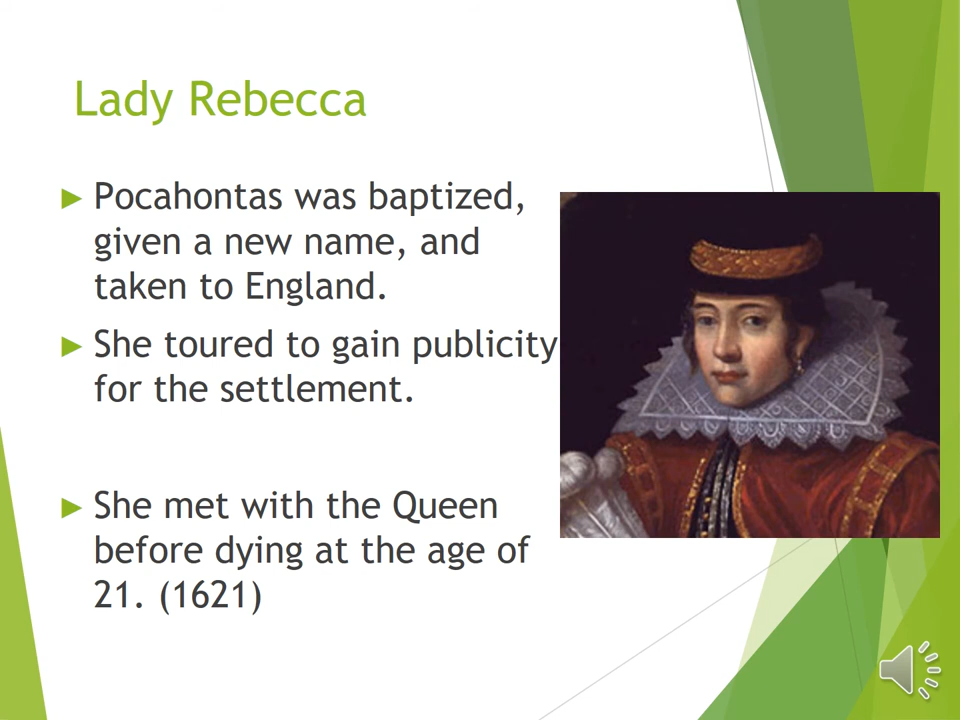 Lady Rebecca
Pocahontas was baptized,
given a new name, and
taken to England.
She toured to gain publicity
for the settlement.
She met with the Queen
before dying at the age of
21. (1621)